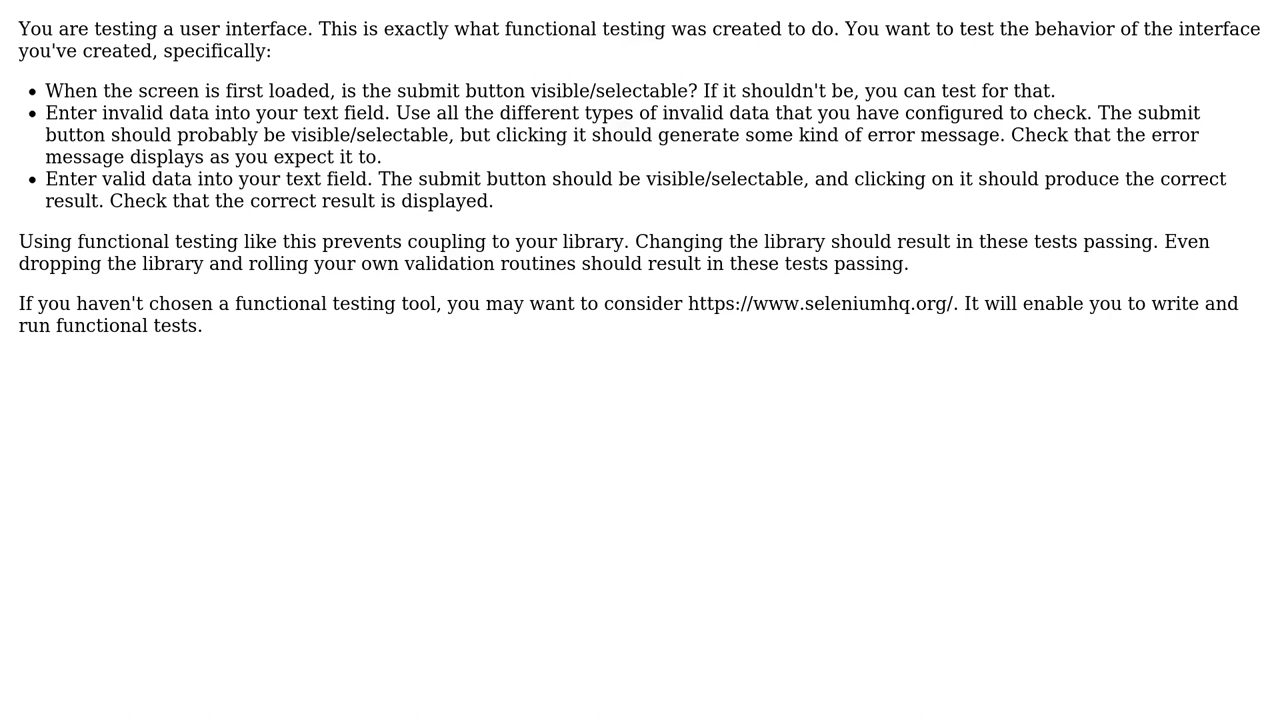 You are testing a user interface. This is exactly what functional testing was created to do. You want to test the behavior of the interface
you've created, specifically:
• When the screen is first loaded, is the submit button visible/selectable? If it shouldn't be, you can test for that.
• Enter invalid data into your text field. Use all the different types of invalid data that you have configured to check. The submit
button should probably be visible/selectable, but clicking it should generate some kind of error message. Check that the error
message displays as you expect it to.
• Enter valid data into your text field. The submit button should be visible/selectable, and clicking on it should produce the correct
result. Check that the correct result is displayed.
Using functional testing like this prevents coupling to your library. Changing the library should result in these tests passing. Even
dropping the library and rolling your own validation routines should result in these tests passing.
If you haven't chosen a functional testing tool, you may want to consider https://www.seleniumhq.org/. It will enable you to write and
run functional tests.